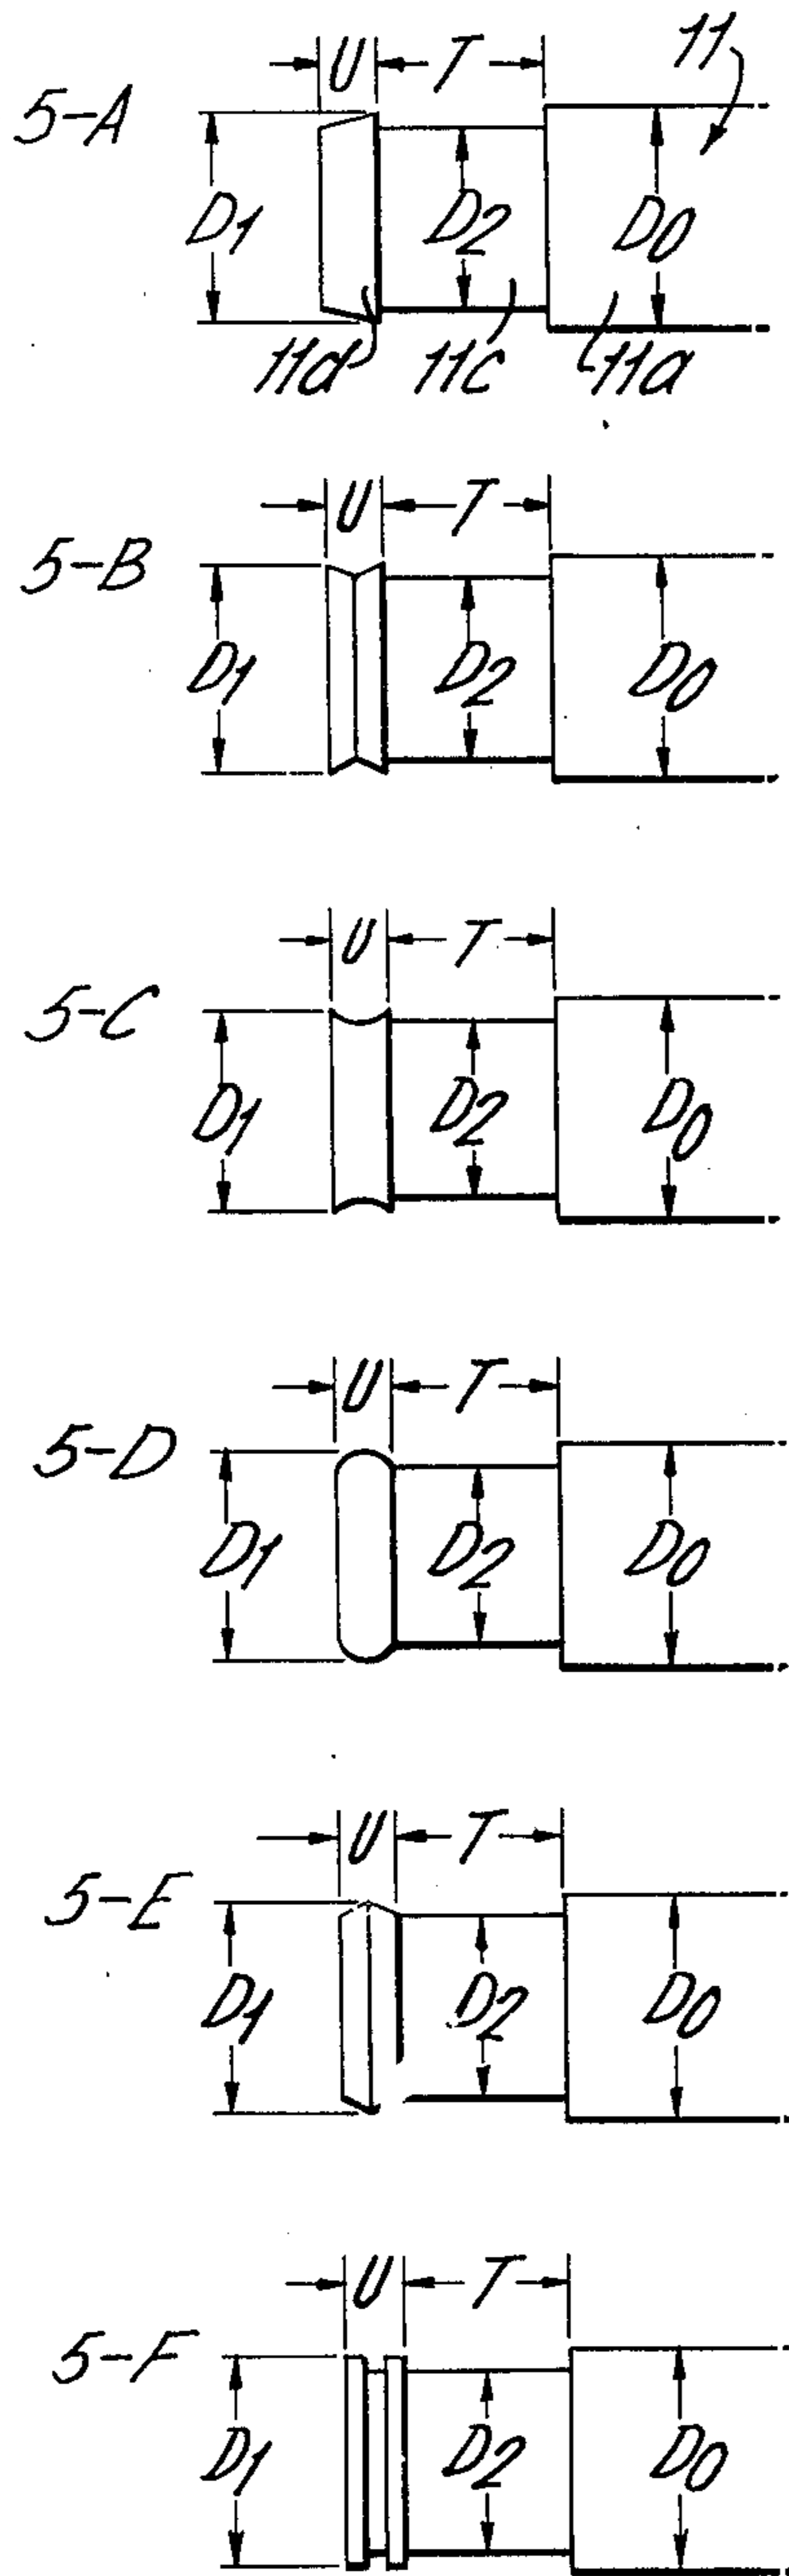 11
U T
5-A
D1 D2 D0
11d 11c 11a
U T
5-B
D1 D2 D0
U T
5-C
D1 D2 D0
U T
5-D
D1 D2 D0
U T
5-E
D1 D2 D0
U T
5-F
D1 D2 D0